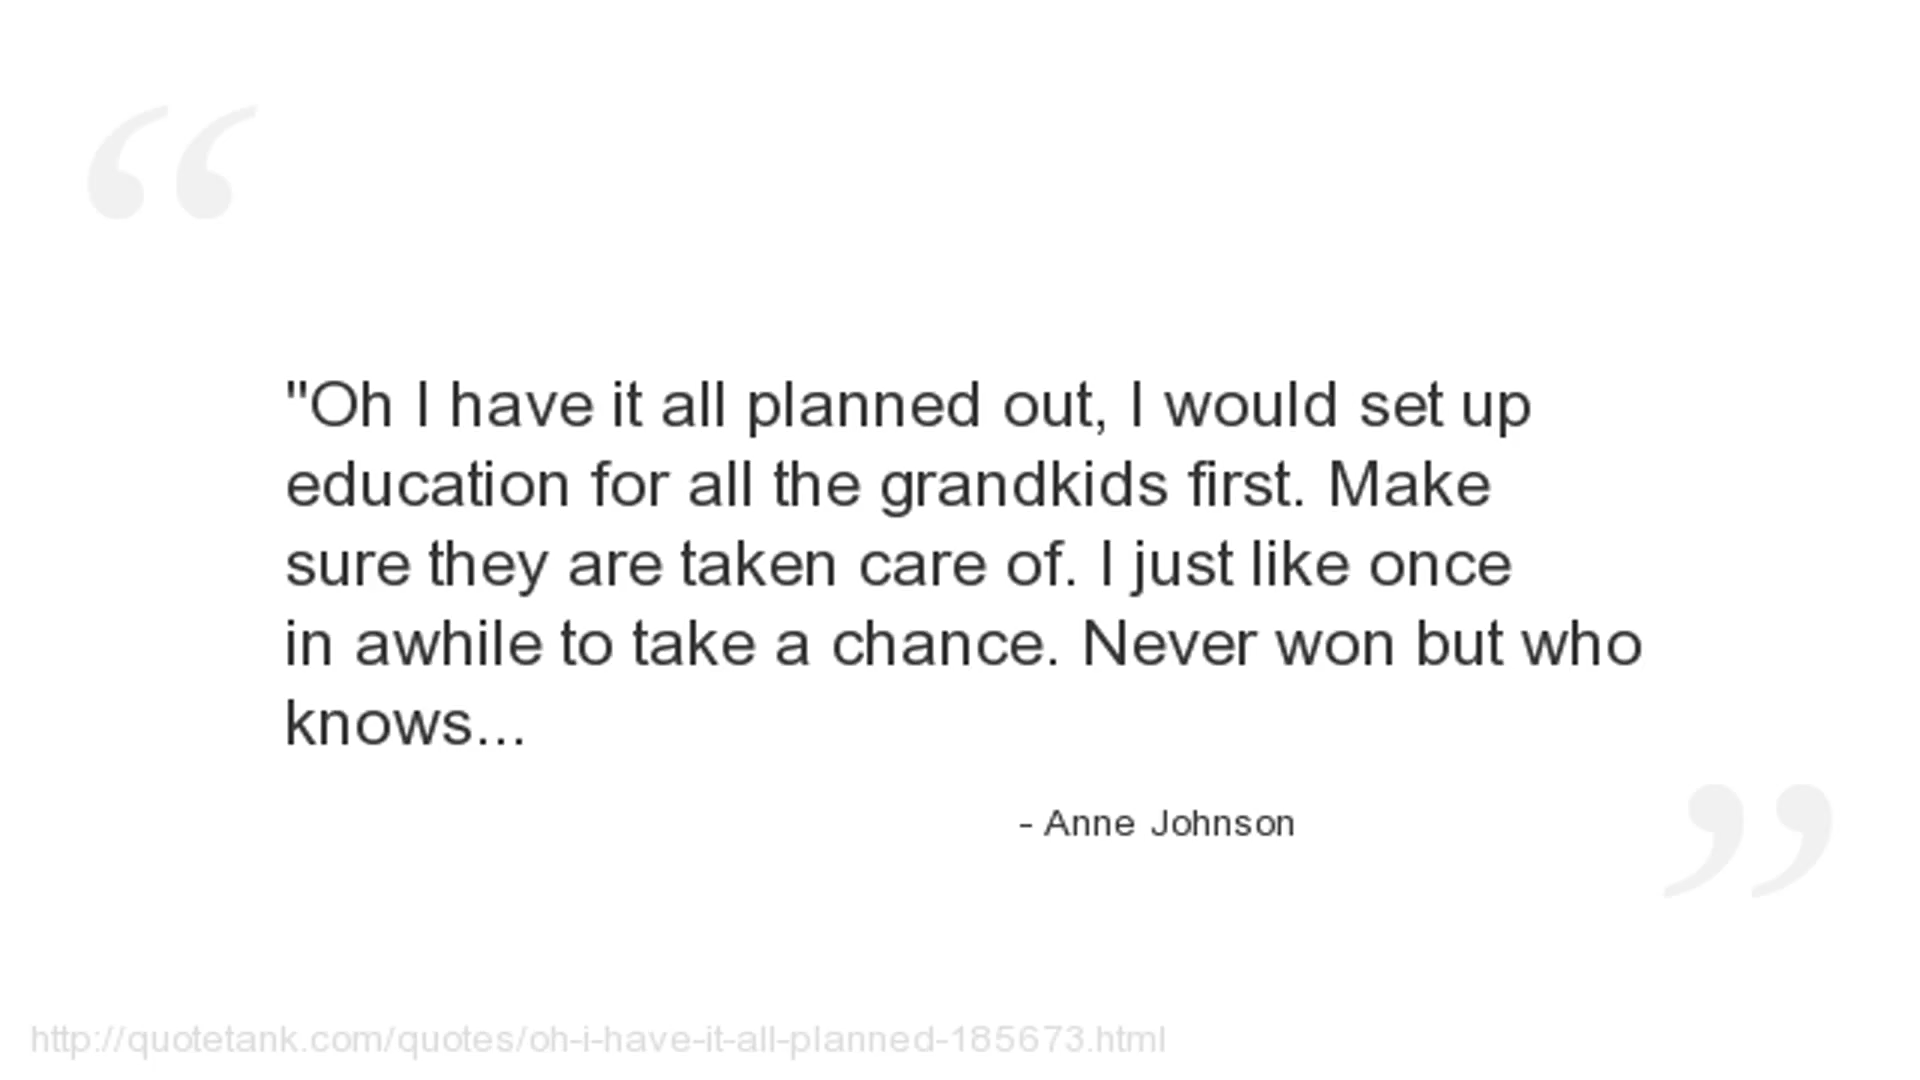 "Oh I have it all planned out, I would set up
education for all the grandkids first. Make
sure they are taken care of. I just like once
in awhile to take a chance. Never won but who
knows...
- Anne Johnson
http://quotetank.com/quotes/oh-i-have-it-all-planned-185673.html